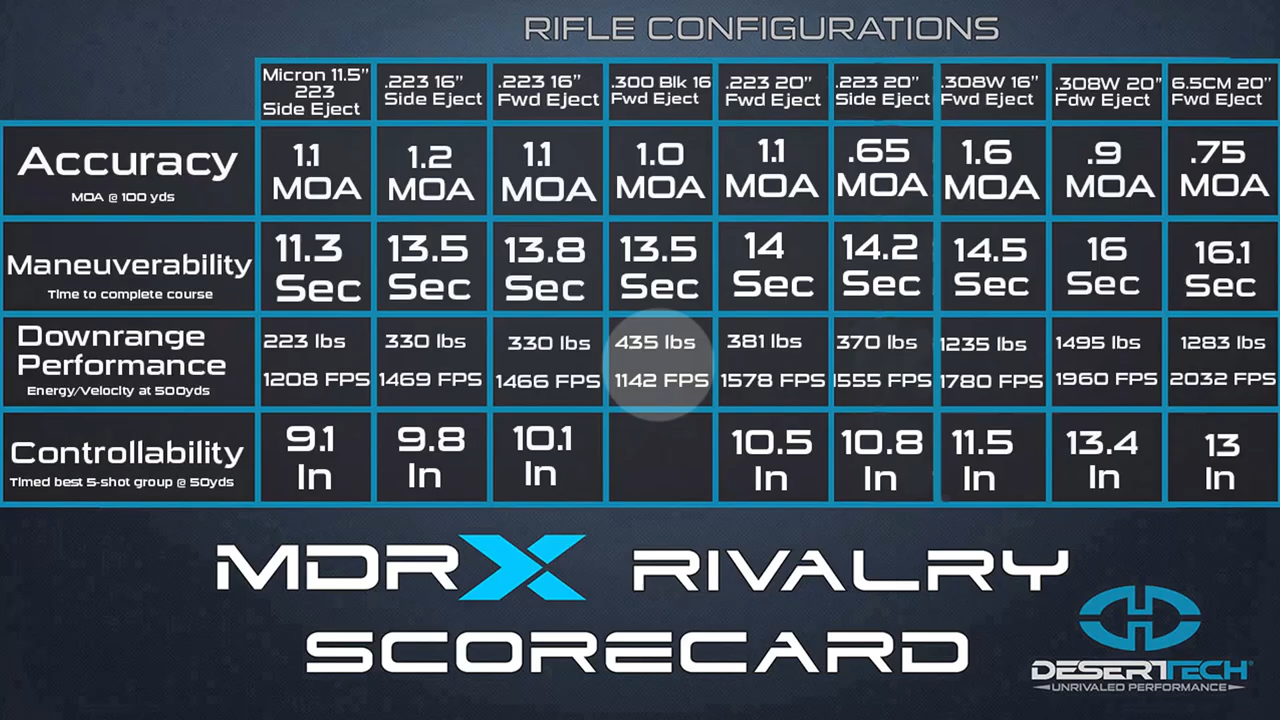 RIFLE CONFIGURATIONS
Micron 11.5” 223 Side Eject
.223 16” Side Eject
.223 16” Fwd Eject
.300 Blk 16 Fwd Eject
.223 20” Fwd Eject
.223 20” Side Eject
.308W 16” Fwd Eject
.308W 20” Fdw Eject
6.5CM 20” Fwd Eject
Accuracy
MOA @ 100 yds
1.1 MOA
1.2 MOA
1.1 MOA
1.0 MOA
1.1 MOA
.65 MOA
1.6 MOA
.9 MOA
.75 MOA
Maneuverability
Time to complete course
11.3 Sec
13.5 Sec
13.8 Sec
13.5 Sec
14 Sec
14.2 Sec
14.5 Sec
16 Sec
16.1 Sec
Downrange Performance
Energy/Velocity at 500yds
223 lbs 1208 FPS
330 lbs 1469 FPS
330 lbs 1466 FPS
435 lbs 1142 FPS
381 lbs 1578 FPS
370 lbs 1555 FPS
1235 lbs 1780 FPS
1495 lbs 1960 FPS
1283 lbs 2032 FPS
Controllability
Timed best 5-shot group @ 50yds
9.1 In
9.8 In
10.1 In
10.5 In
10.8 In
11.5 In
13.4 In
13 In
MDRX RIVALRY
SCORECARD
DESERT TECH®
UNRIVALED PERFORMANCE